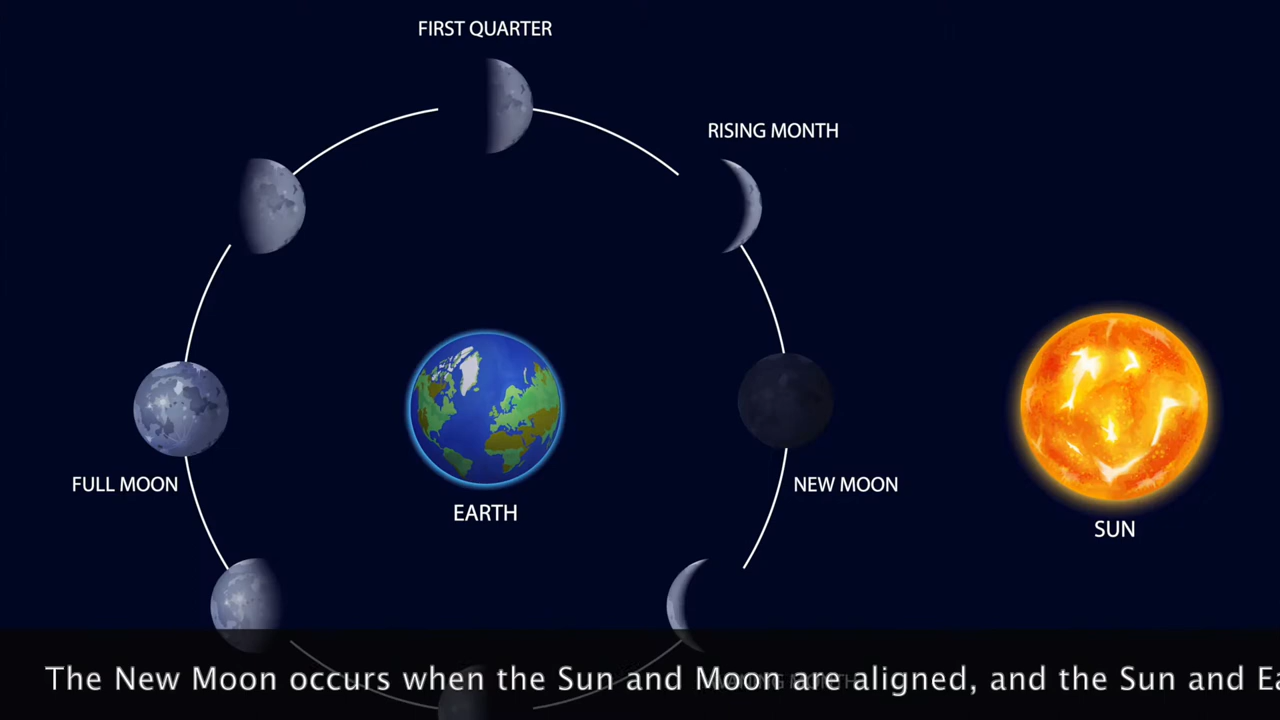 FIRST QUARTER
RISING MONTH
FULL MOON
NEW MOON
EARTH
SUN
The New Moon occurs when the Sun and Moon are aligned, and the Sun and Ea